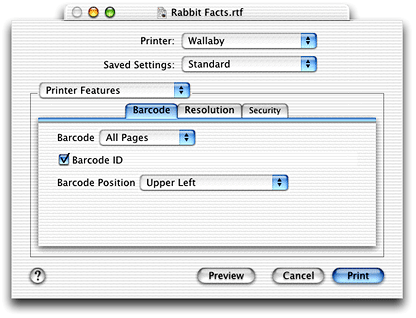 Rabbit Facts.rtf
Printer: Wallaby
Saved Settings: Standard
Printer Features
Barcode Resolution Security
Barcode All Pages
Barcode ID
Barcode Position Upper Left
? Preview Cancel Print